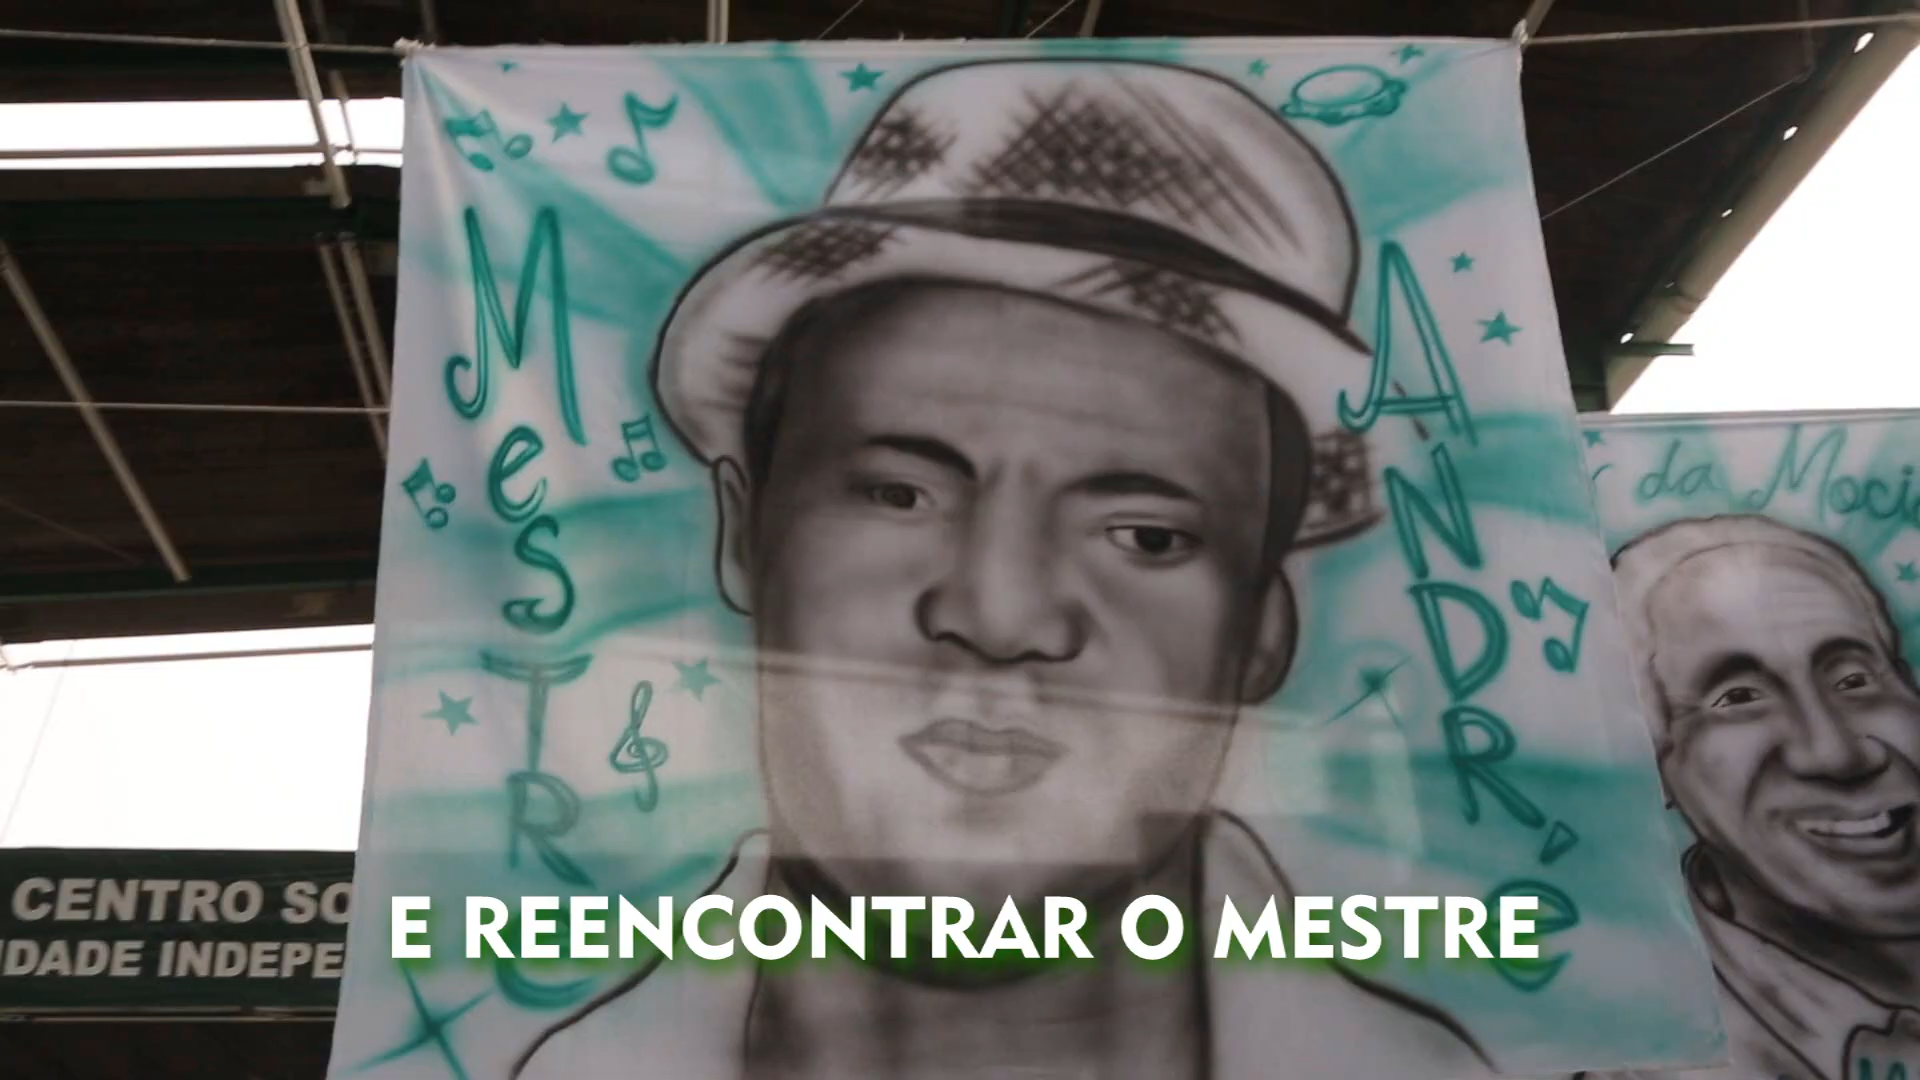 MesTRe
ANDRé
da Moci
CENTRO SO
IDADE INDEPE
E REENCONTRAR O MESTRE